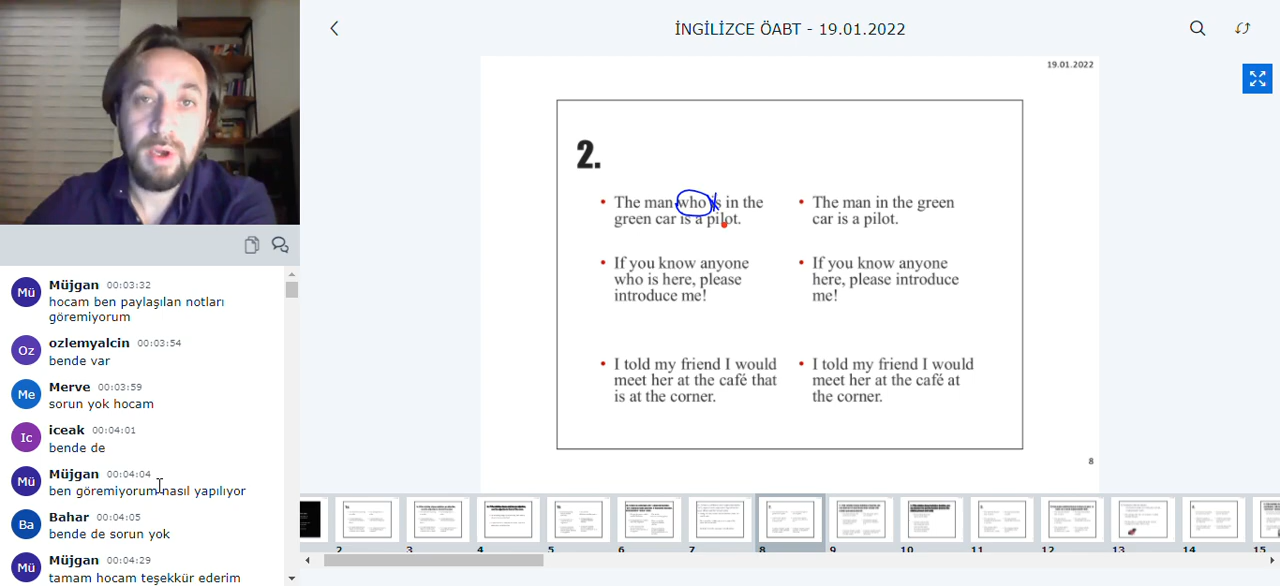 İNGİLİZCE ÖABT - 19.01.2022
19.01.2022
2.
• The man who is in the
green car is a pilot.
• The man in the green
car is a pilot.
• If you know anyone
who is here, please
introduce me!
• If you know anyone
here, please introduce
me!
• I told my friend I would
meet her at the café that
is at the corner.
• I told my friend I would
meet her at the café at
the corner.
8
Mü
Müjgan 00:03:32
hocam ben paylaşılan notları
göremiyorum
Oz
ozlemyalcin 00:03:54
bende var
Me
Merve 00:03:59
sorun yok hocam
Ic
iceak 00:04:01
bende de
Mü
Müjgan 00:04:04
ben göremiyorum nasıl yapılıyor
Ba
Bahar 00:04:05
bende de sorun yok
Mü
Müjgan 00:04:29
tamam hocam teşekkür ederim
2 3 4 5 6 7 8 9 10 11 12 13 14 15